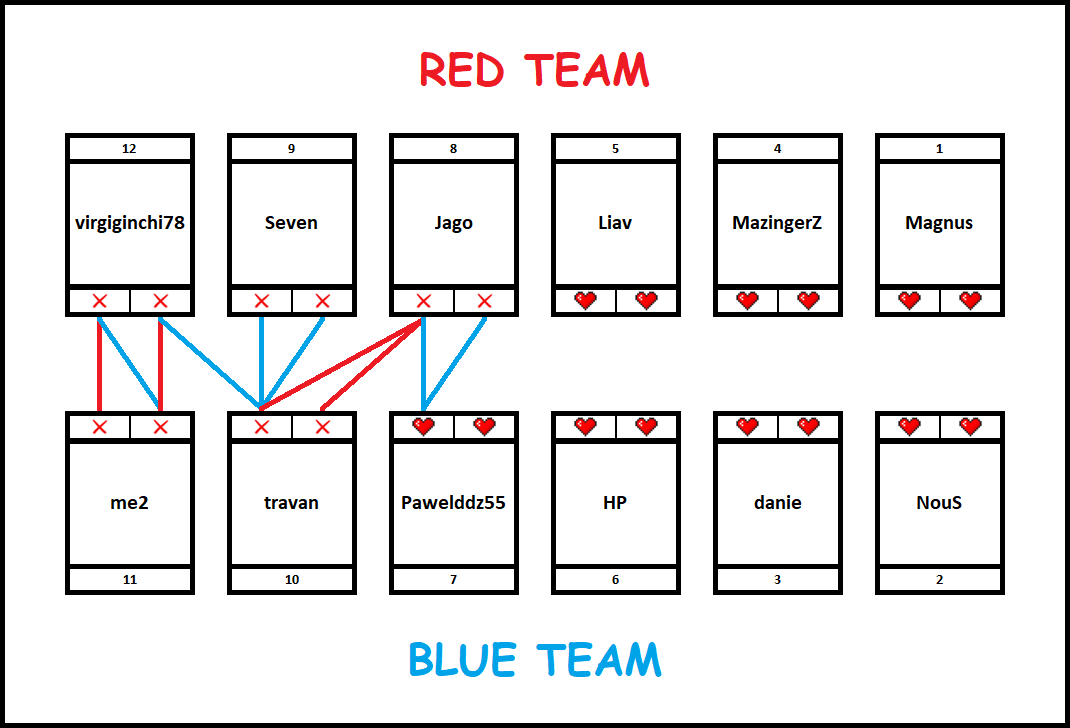 RED TEAM
12 9 8 5 4 1
virgiginchi78 Seven Jago Liav MazingerZ Magnus
me2 travan Pawelddz55 HP danie NouS
11 10 7 6 3 2
BLUE TEAM